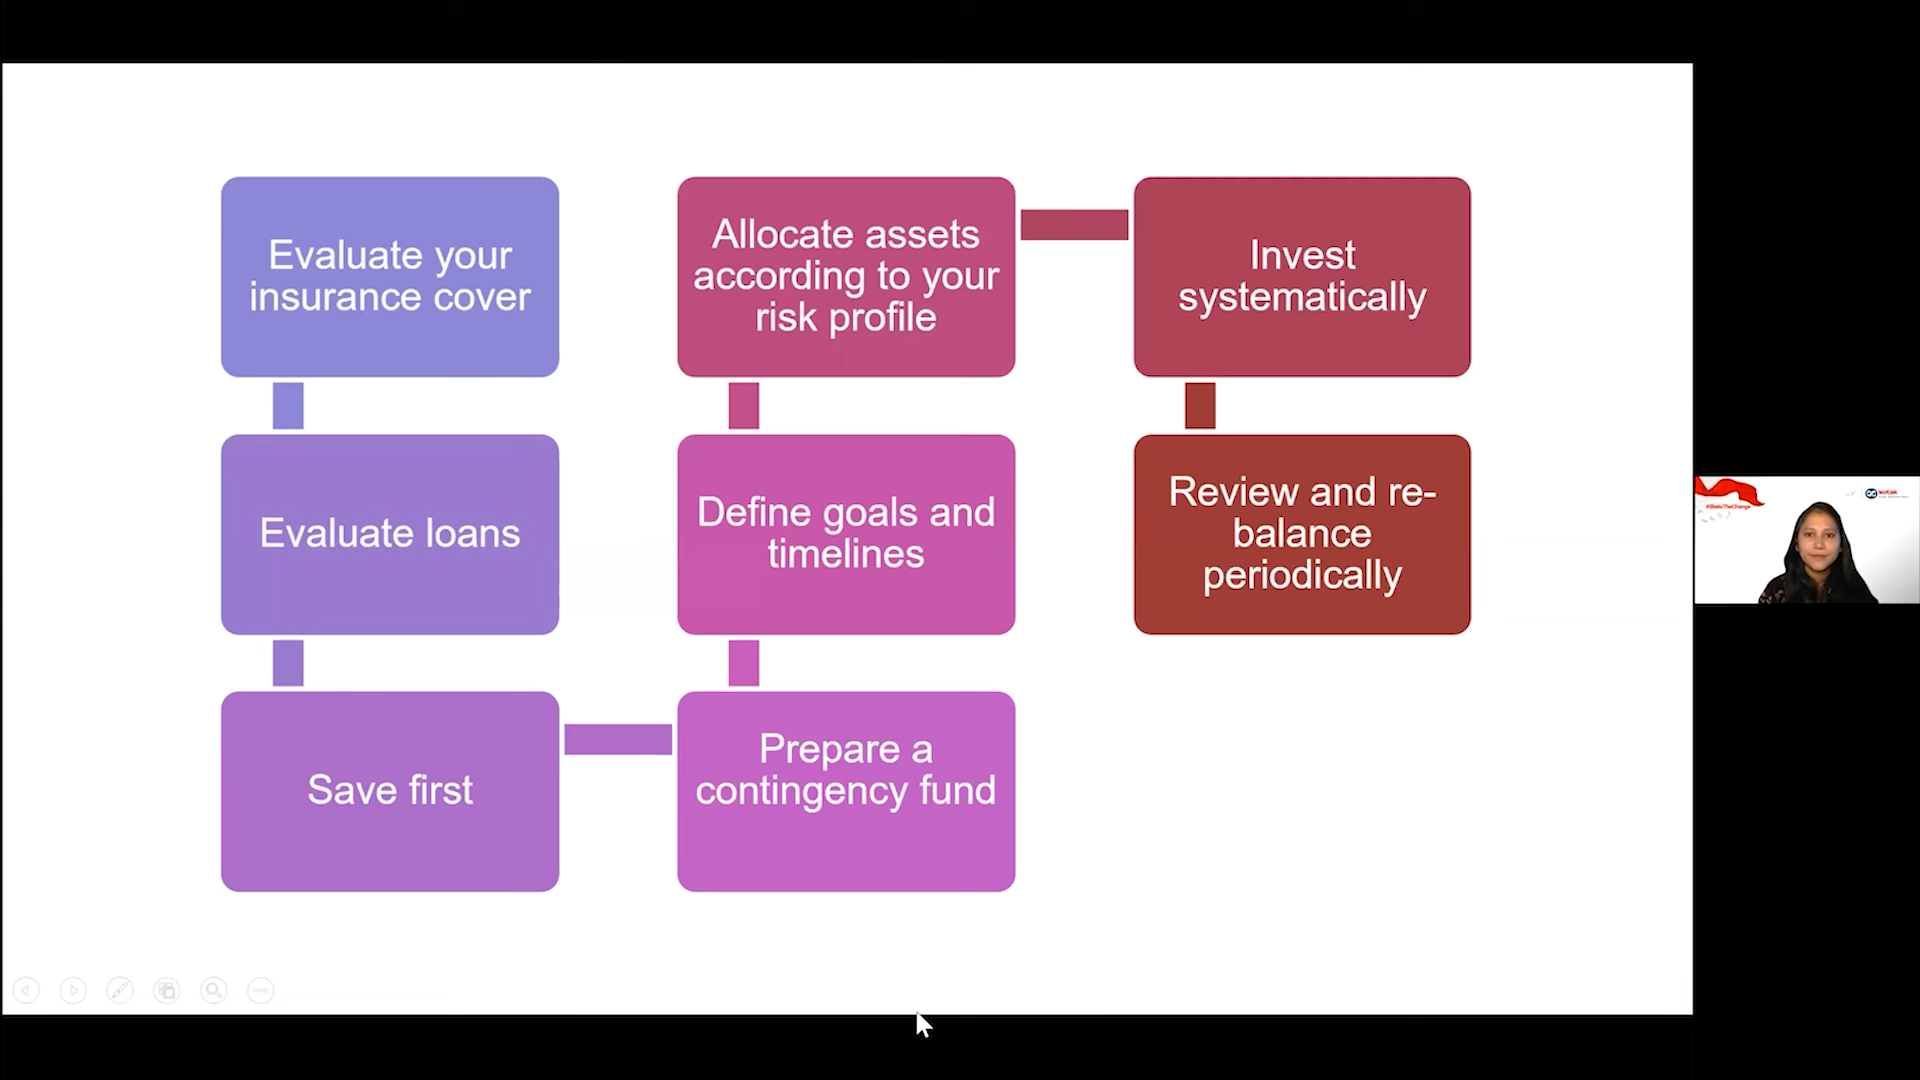 Evaluate your
insurance cover
Evaluate loans
Save first
Prepare a
contingency fund
Define goals and
timelines
Allocate assets
according to your
risk profile
Invest
systematically
Review and re-
balance
periodically
kotak